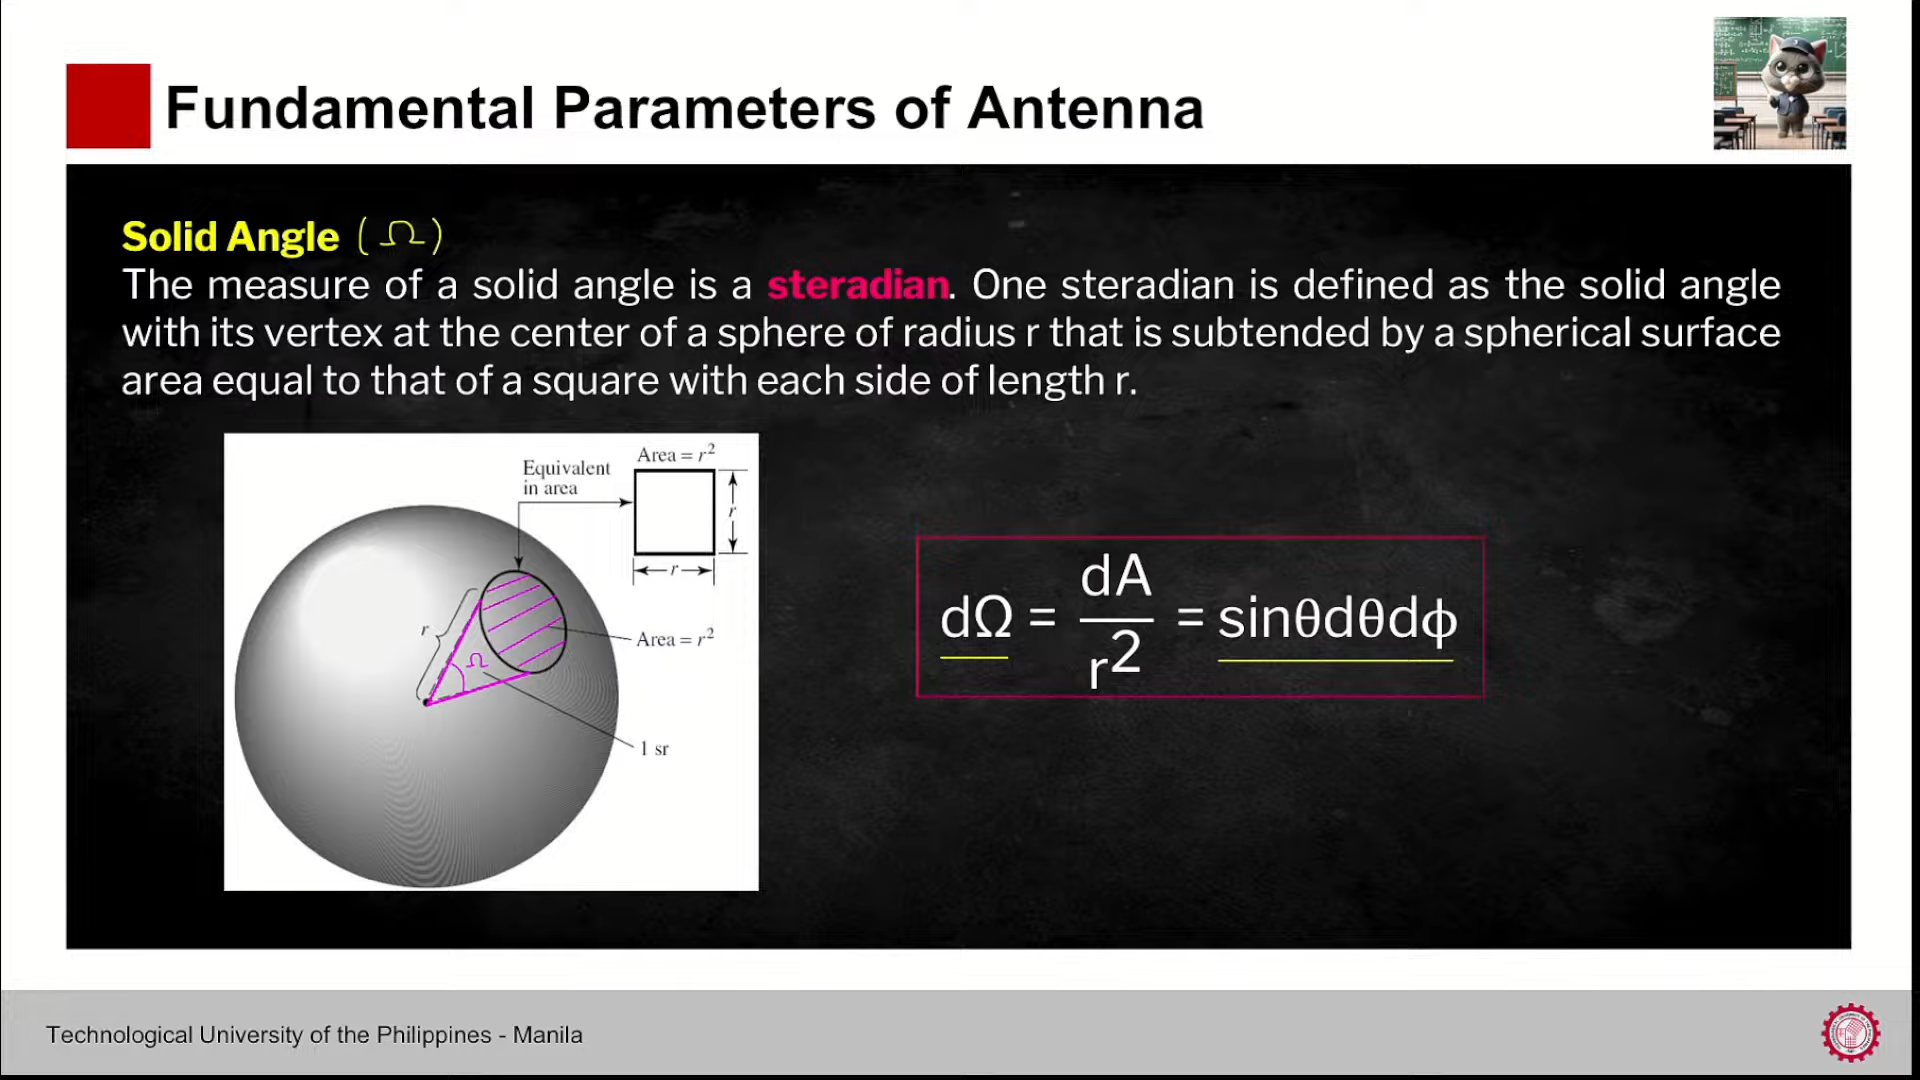 Fundamental Parameters of Antenna
Solid Angle (Ω)
The measure of a solid angle is a steradian. One steradian is defined as the solid angle
with its vertex at the center of a sphere of radius r that is subtended by a spherical surface
area equal to that of a square with each side of length r.
Area = r²
Equivalent
in area
r
r
r
Area = r²
Ω
1 sr
dΩ = dA/r² = sinθdθdϕ
Technological University of the Philippines - Manila